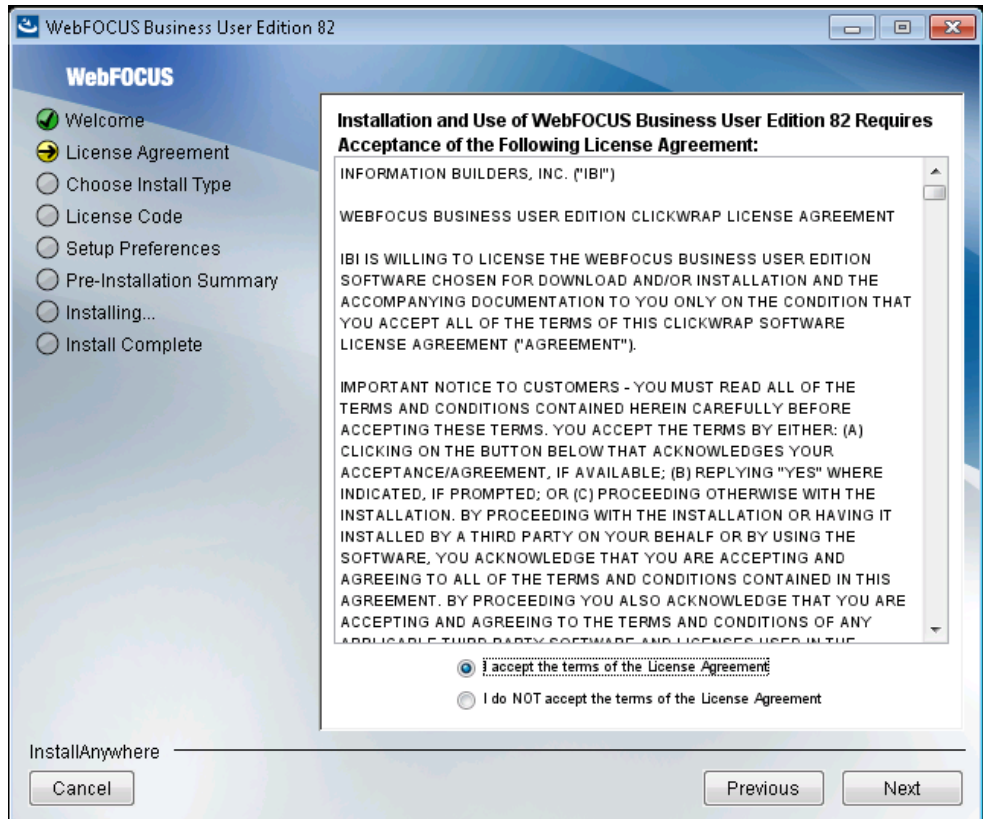 WebFOCUS Business User Edition 82
WebFOCUS
Welcome
License Agreement
Choose Install Type
License Code
Setup Preferences
Pre-Installation Summary
Installing...
Install Complete
Installation and Use of WebFOCUS Business User Edition 82 Requires
Acceptance of the Following License Agreement:
INFORMATION BUILDERS, INC. ("IBI")
WEBFOCUS BUSINESS USER EDITION CLICKWRAP LICENSE AGREEMENT
IBI IS WILLING TO LICENSE THE WEBFOCUS BUSINESS USER EDITION
SOFTWARE CHOSEN FOR DOWNLOAD AND/OR INSTALLATION AND THE
ACCOMPANYING DOCUMENTATION TO YOU ONLY ON THE CONDITION THAT
YOU ACCEPT ALL OF THE TERMS OF THIS CLICKWRAP SOFTWARE
LICENSE AGREEMENT ("AGREEMENT").
IMPORTANT NOTICE TO CUSTOMERS - YOU MUST READ ALL OF THE
TERMS AND CONDITIONS CONTAINED HEREIN CAREFULLY BEFORE
ACCEPTING THESE TERMS. YOU ACCEPT THE TERMS BY EITHER: (A)
CLICKING ON THE BUTTON BELOW THAT ACKNOWLEDGES YOUR
ACCEPTANCE/AGREEMENT, IF AVAILABLE; (B) REPLYING "YES" WHERE
INDICATED, IF PROMPTED; OR (C) PROCEEDING OTHERWISE WITH THE
INSTALLATION. BY PROCEEDING WITH THE INSTALLATION OR HAVING IT
INSTALLED BY A THIRD PARTY ON YOUR BEHALF OR BY USING THE
SOFTWARE, YOU ACKNOWLEDGE THAT YOU ARE ACCEPTING AND
AGREEING TO ALL OF THE TERMS AND CONDITIONS CONTAINED IN THIS
AGREEMENT. BY PROCEEDING YOU ALSO ACKNOWLEDGE THAT YOU ARE
ACCEPTING AND AGREEING TO THE TERMS AND CONDITIONS OF ANY
APPLICABLE THIRD PARTY SOFTWARE AND LICENSES USED IN THE
I accept the terms of the License Agreement
I do NOT accept the terms of the License Agreement
InstallAnywhere
Cancel
Previous
Next